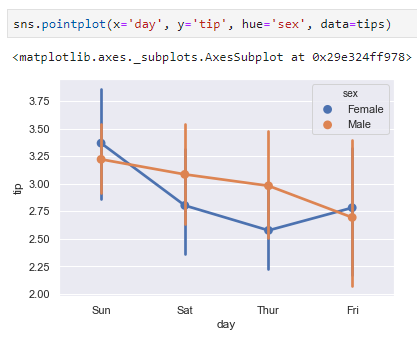 sns.pointplot(x='day', y='tip', hue='sex', data=tips)
<matplotlib.axes._subplots.AxesSubplot at 0x29e324ff978>
sex
Female
Male
3.75
3.50
3.25
3.00
2.75
2.50
2.25
2.00
tip
Sun Sat Thur Fri
day